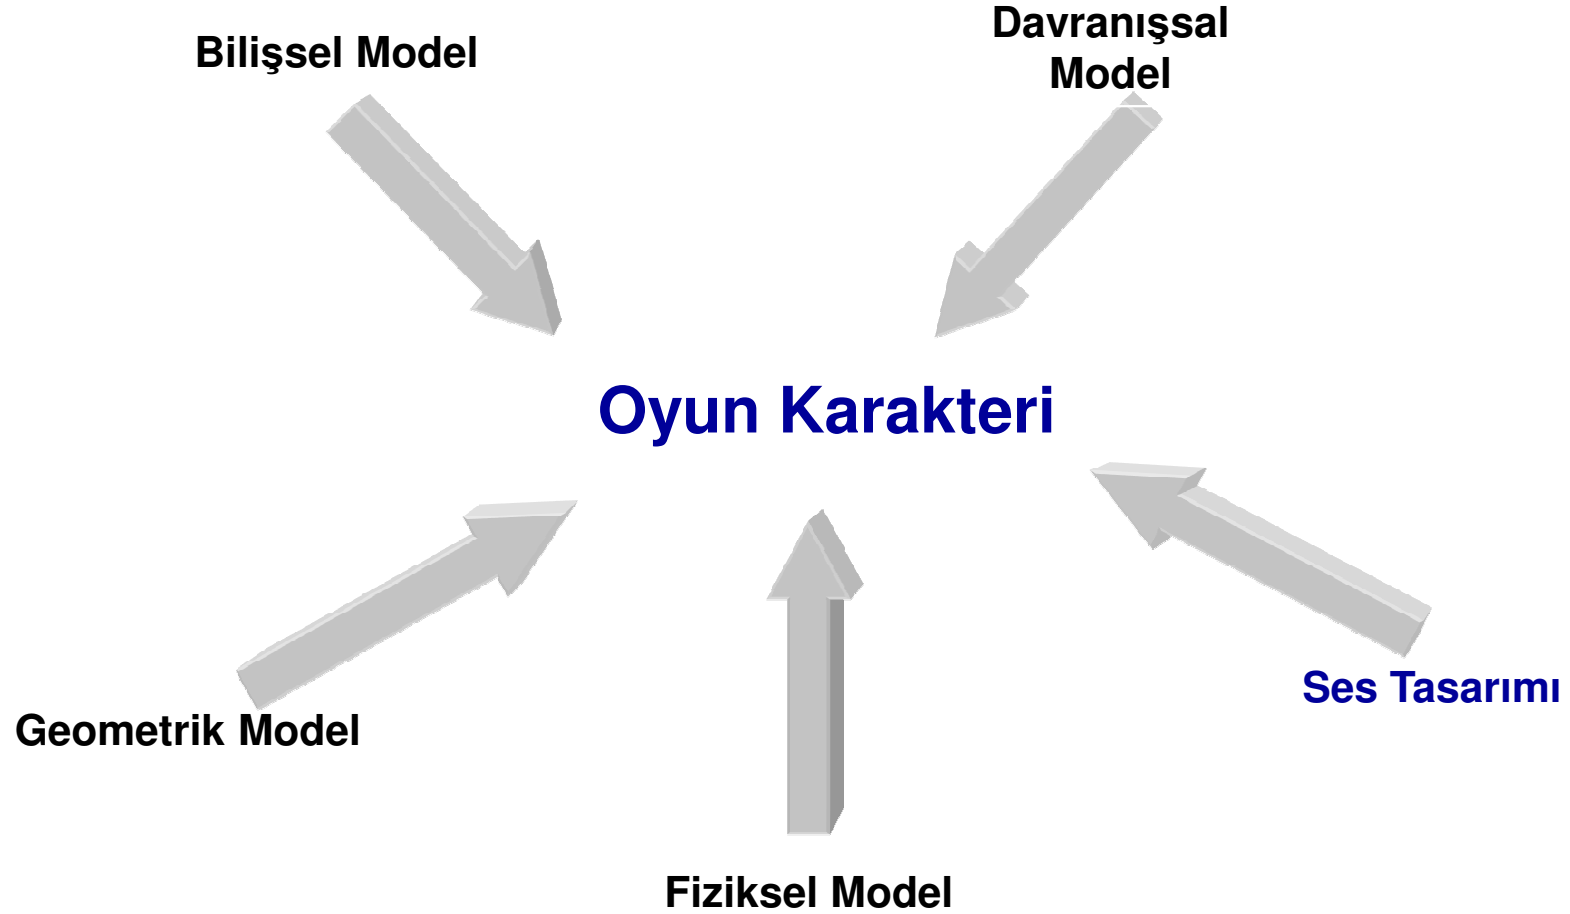 Bilişsel Model
Davranışsal
Model
Oyun Karakteri
Ses Tasarımı
Geometrik Model
Fiziksel Model